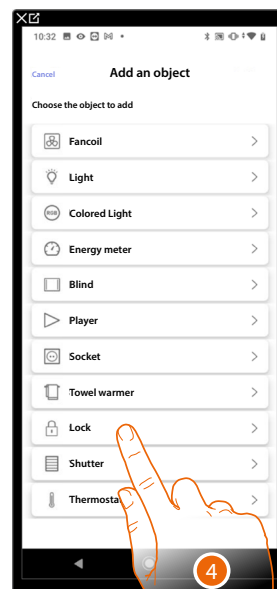 10:32
Cancel Add an object
Choose the object to add
Fancoil
Light
RGB Colored Light
Energy meter
Blind
Player
Socket
Towel warmer
Lock
Shutter
Thermosta
4